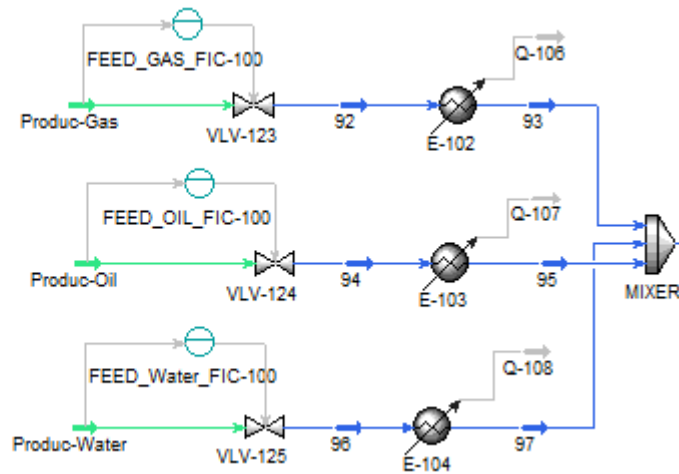 FEED_GAS_FIC-100
Q-106
Produc-Gas
VLV-123
92
E-102
93
FEED_OIL_FIC-100
Q-107
Produc-Oil
VLV-124
94
E-103
95
MIXER
FEED_Water_FIC-100
Q-108
Produc-Water
VLV-125
96
E-104
97